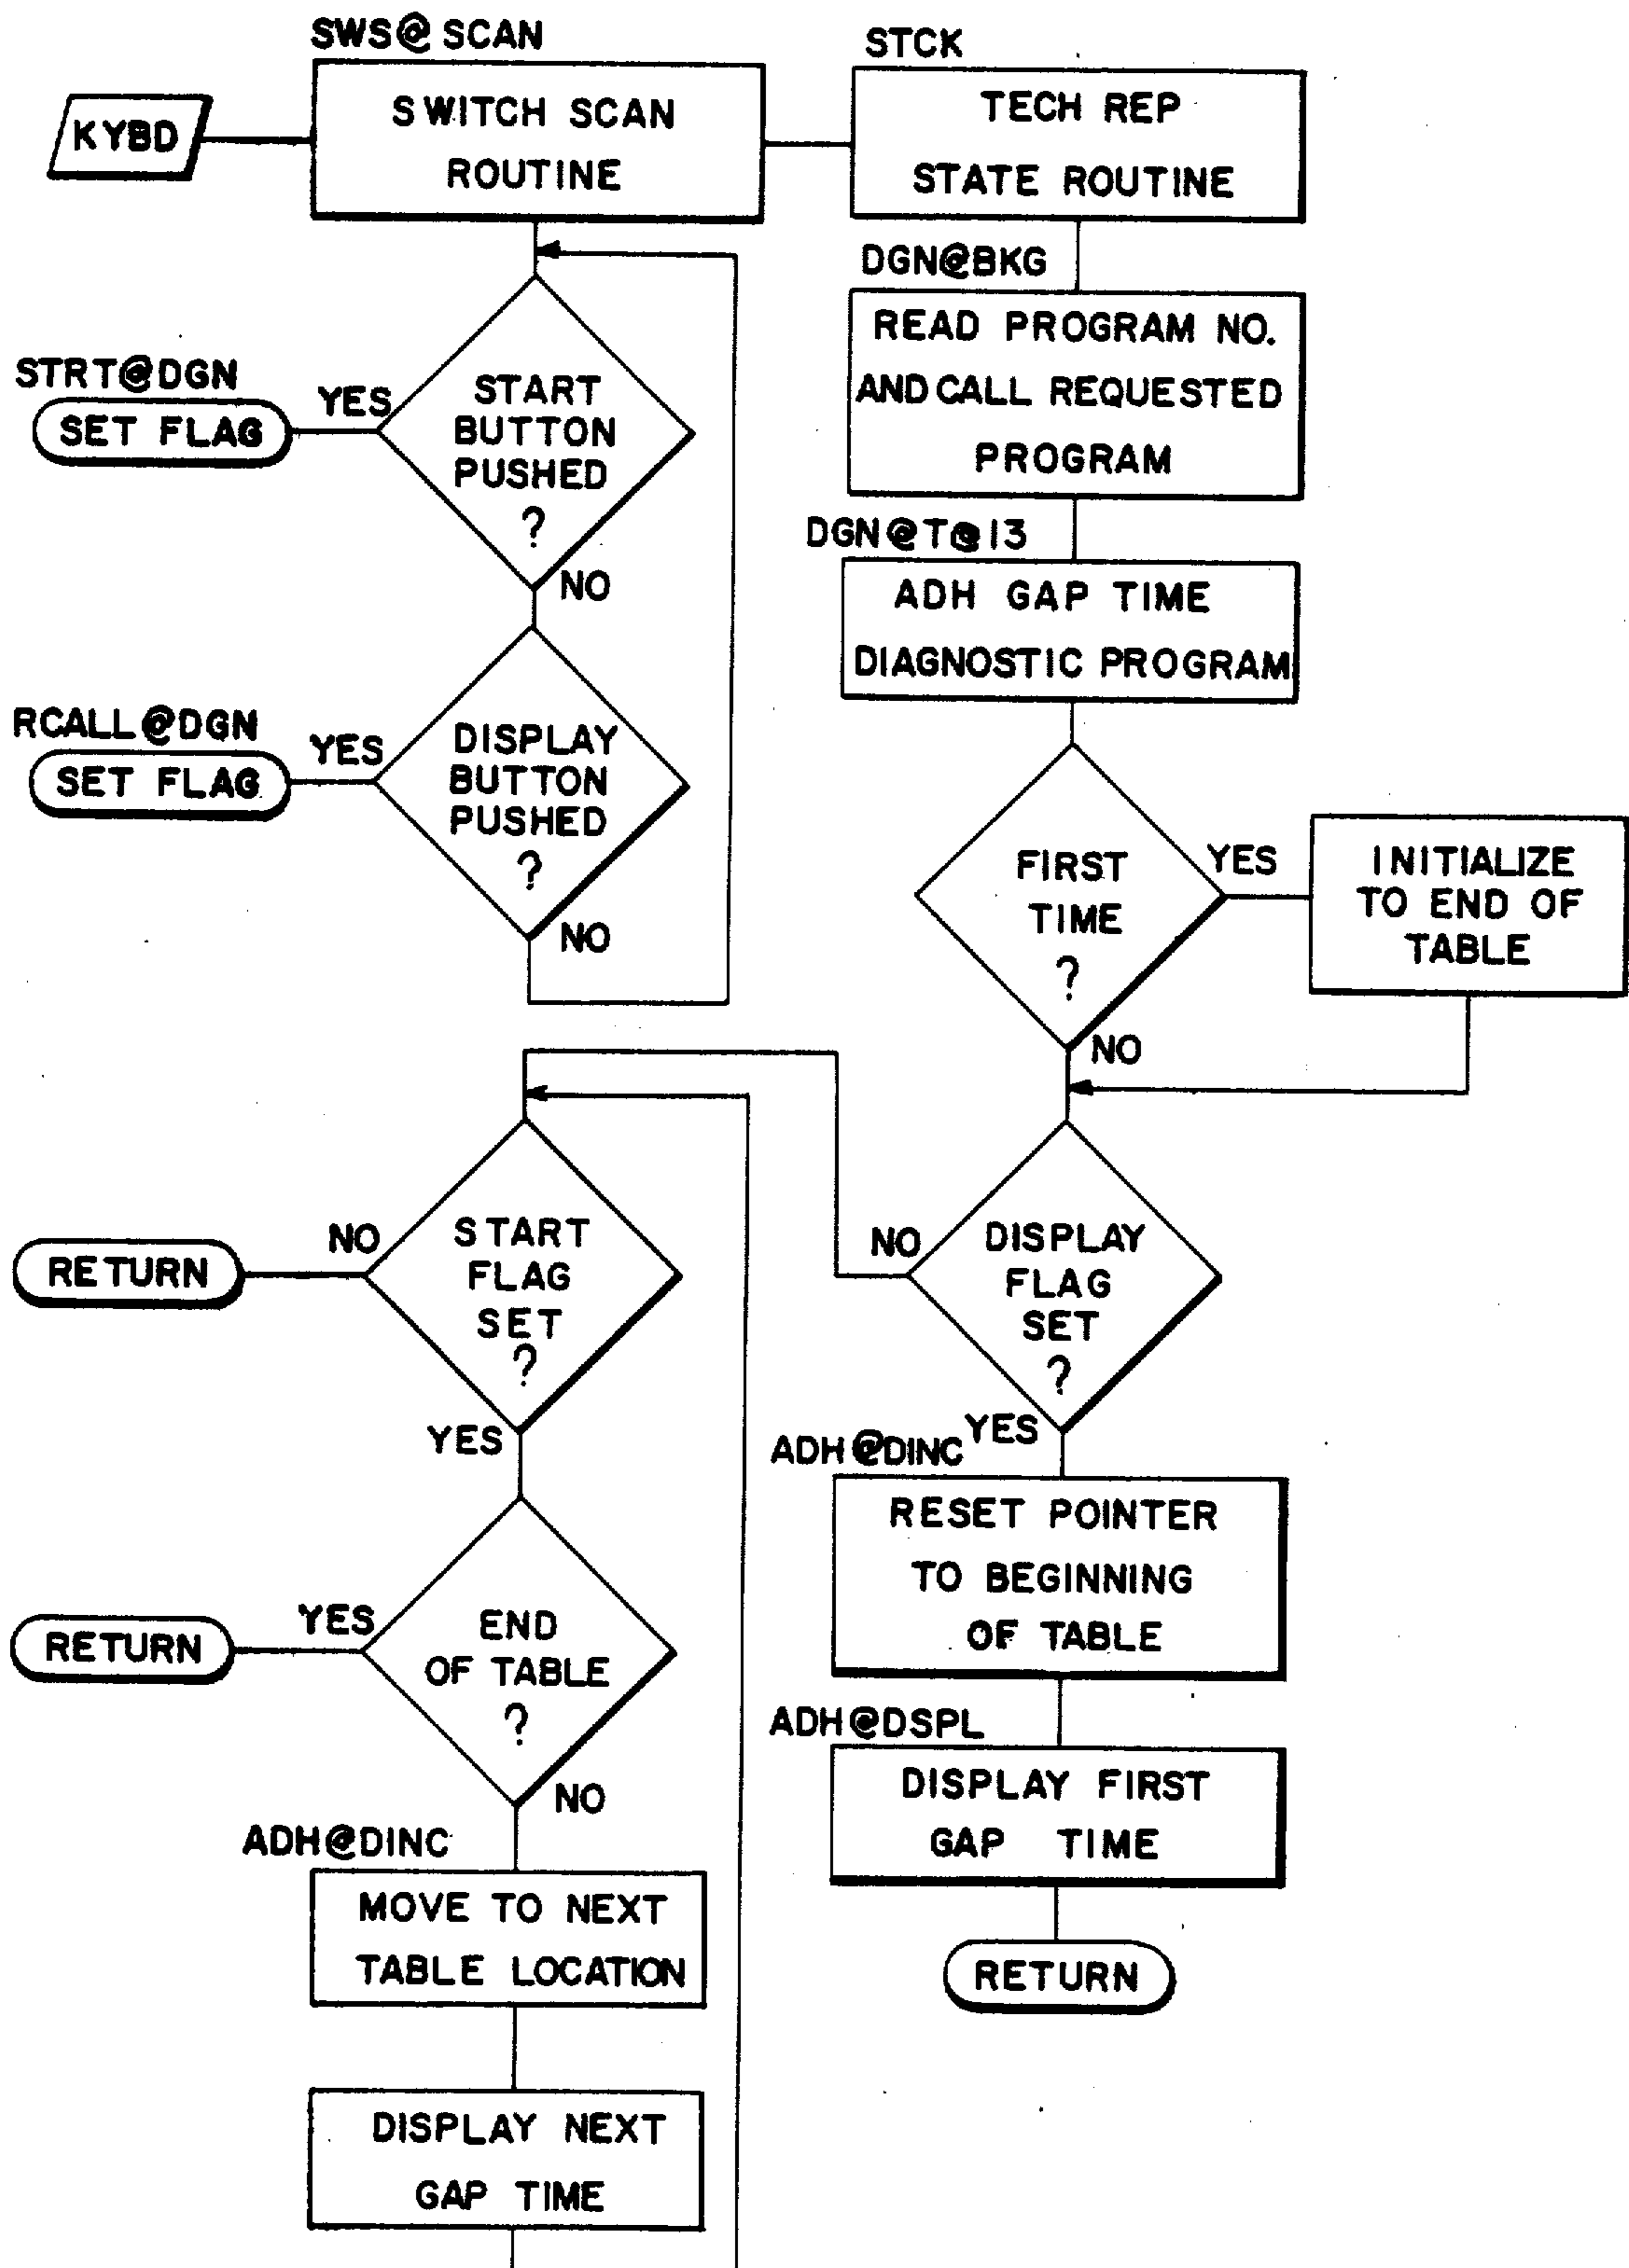 SWS@SCAN
SWITCH SCAN
ROUTINE
KYBD
STCK
TECH REP
STATE ROUTINE
DGN@BKG
READ PROGRAM NO.
AND CALL REQUESTED
PROGRAM
STRT@DGN
SET FLAG
YES
START
BUTTON
PUSHED
?
NO
DGN@T@13
ADH GAP TIME
DIAGNOSTIC PROGRAM
RCALL@DGN
SET FLAG
YES
DISPLAY
BUTTON
PUSHED
?
NO
FIRST
TIME
?
YES
NO
INITIALIZE
TO END OF
TABLE
RETURN
NO
START
FLAG
SET
?
YES
NO
DISPLAY
FLAG
SET
?
YES
ADH@DINC
RESET POINTER
TO BEGINNING
OF TABLE
RETURN
YES
END
OF TABLE
?
NO
ADH@DSPL
DISPLAY FIRST
GAP TIME
RETURN
ADH@DINC
MOVE TO NEXT
TABLE LOCATION
DISPLAY NEXT
GAP TIME